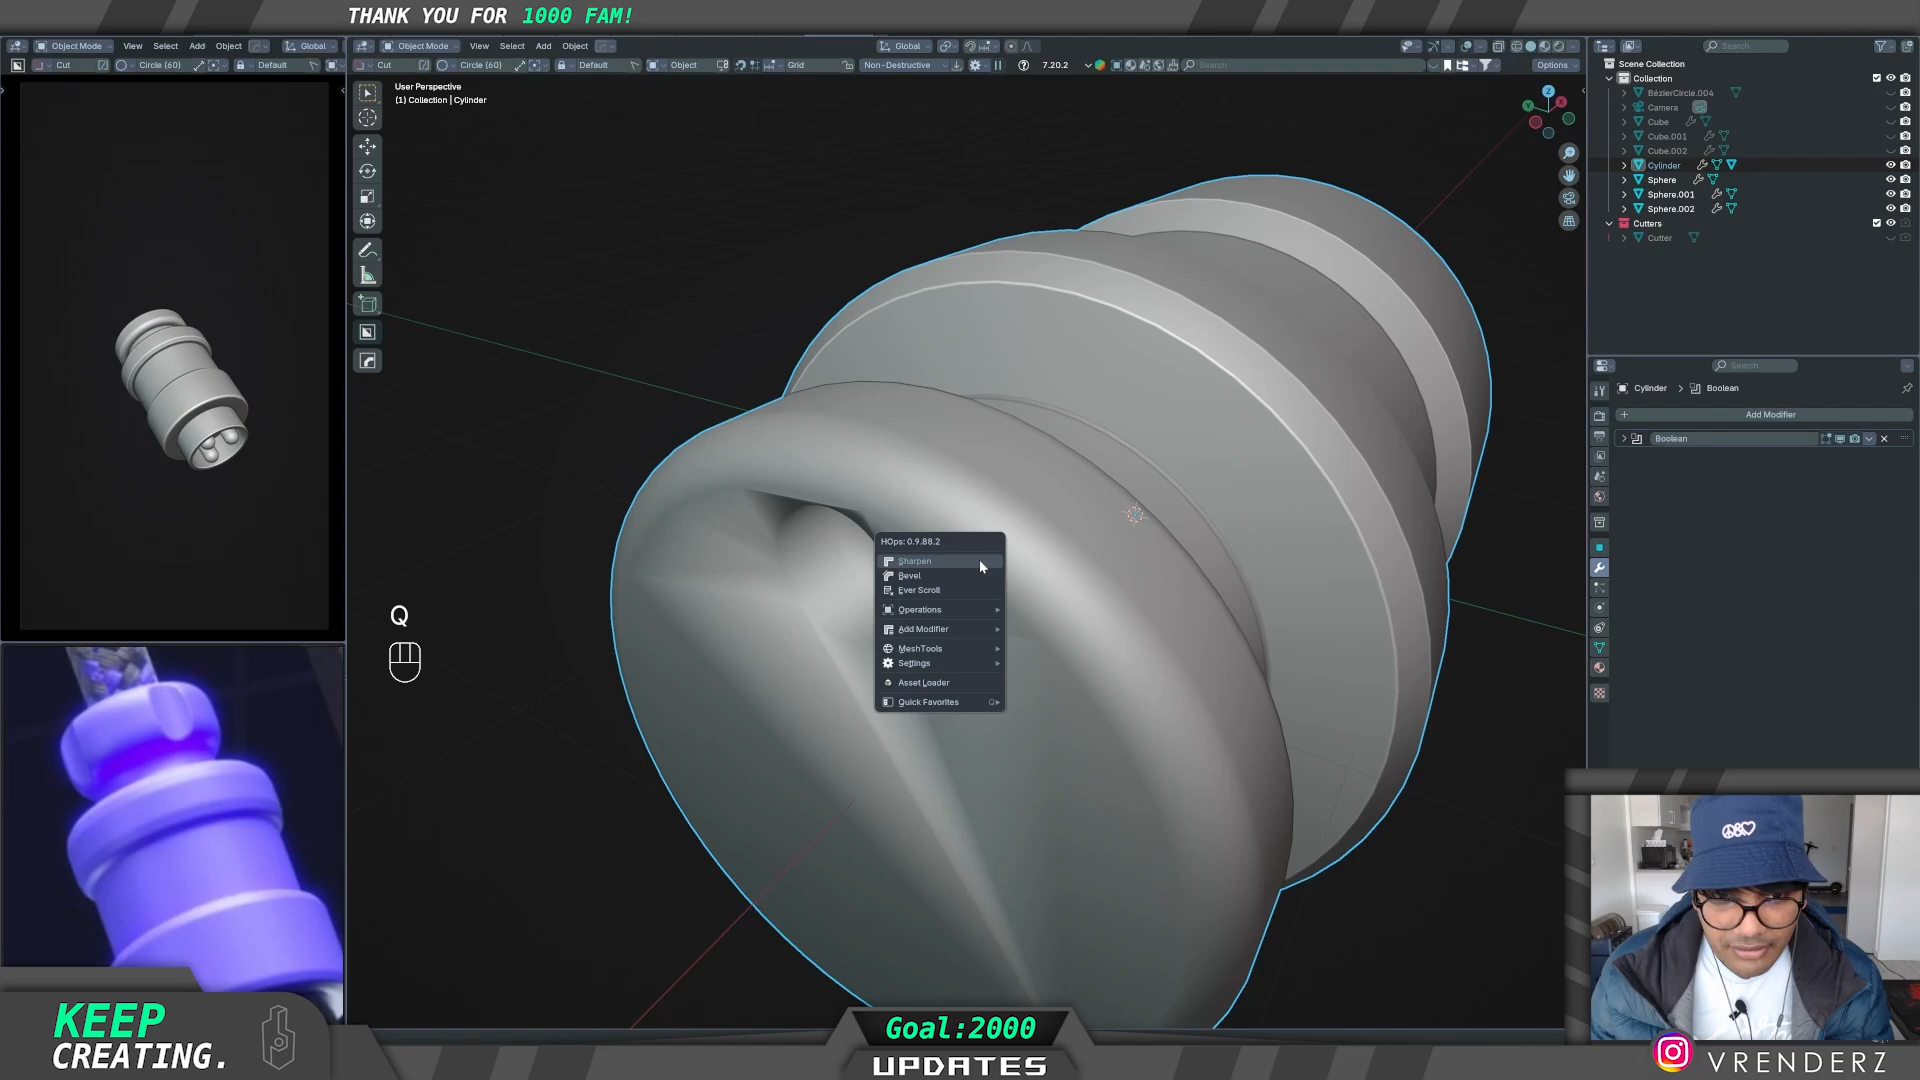 THANK YOU FOR 1000 FAM!
Object Mode View Select Add Object Global
Cut Circle (60) Default
Object Mode View Select Add Object Global
Cut Circle (60) Default Object Grid Non-Destructive 7.20.2 Search Options
User Perspective
(1) Collection | Cylinder
Z
Y
X
HOps: 0.9.88.2
Sharpen
Bevel
Ever Scroll
Operations
Add Modifier
MeshTools
Settings
Asset Loader
Quick Favorites Q
Q
Search
Scene Collection
Collection
BézierCircle.004
Camera
Cube
Cube.001
Cube.002
Cylinder
Sphere
Sphere.001
Sphere.002
Cutters
Cutter
Search
Cylinder Boolean
Add Modifier
Boolean
KEEP
CREATING.
Goal:2000
UPDATES
VRENDERZ